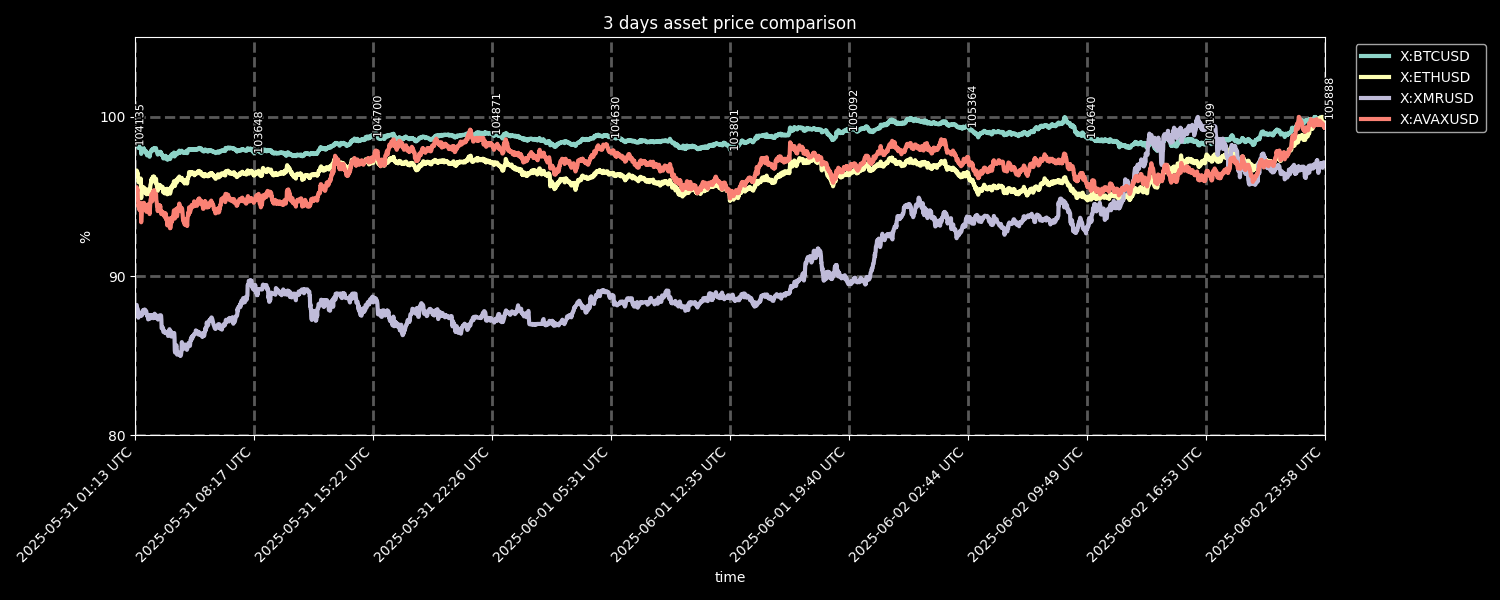 3 days asset price comparison
X:BTCUSD
X:ETHUSD
X:XMRUSD
X:AVAXUSD
%
100
90
80
104135
103648
104700
104871
104630
103801
105092
105364
104640
104199
105888
2025-05-31 01:13 UTC
2025-05-31 08:17 UTC
2025-05-31 15:22 UTC
2025-05-31 22:26 UTC
2025-06-01 05:31 UTC
2025-06-01 12:35 UTC
2025-06-01 19:40 UTC
2025-06-02 02:44 UTC
2025-06-02 09:49 UTC
2025-06-02 16:53 UTC
2025-06-02 23:58 UTC
time